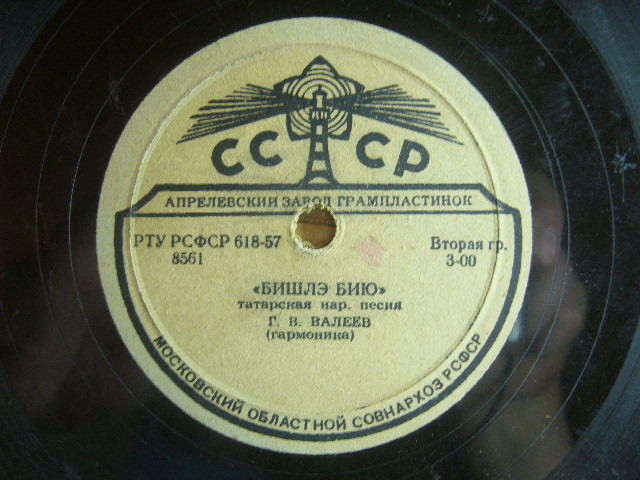 СССР
АПРЕЛЕВСКИЙ ЗАВОД ГРАМПЛАСТИНОК
РТУ РСФСР 618-57
8561
Вторая гр.
3-00
«БИШЛЭ БИЮ»
татарская нар. песня
Г. В. ВАЛЕЕВ
(гармоника)
МОСКОВСКИЙ ОБЛАСТНОЙ СОВНАРХОЗ РСФСР